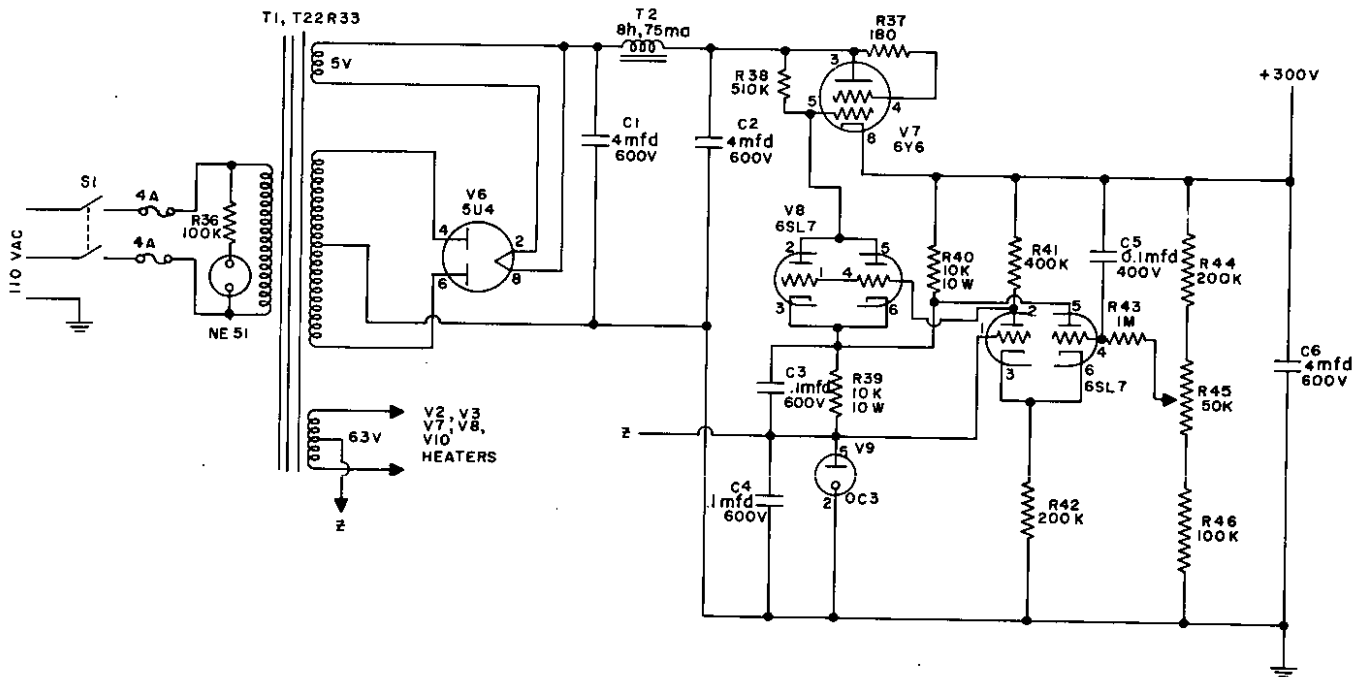 T1, T22R33
5V
T2
8h, 75ma
R37
180
R38
510K
3
5
4
8
V7
6Y6
+300V
C1
4mfd
600V
C2
4mfd
600V
S1
4A
4A
R36
100K
110 VAC
NE 51
V6
5U4
4
6
2
8
V8
6SL7
2
5
1
4
3
6
R40
10K
10W
R41
400K
C5
0.1mfd
400V
R44
200K
1
2
5
R43
1M
4
3
6
6SL7
C3
.1mfd
600V
R39
10K
10W
R45
50K
C6
4mfd
600V
63V
V2, V3
V7, V8,
V10
HEATERS
Z
Z
V9
5
2
OC3
C4
.1mfd
600V
R42
200K
R46
100K